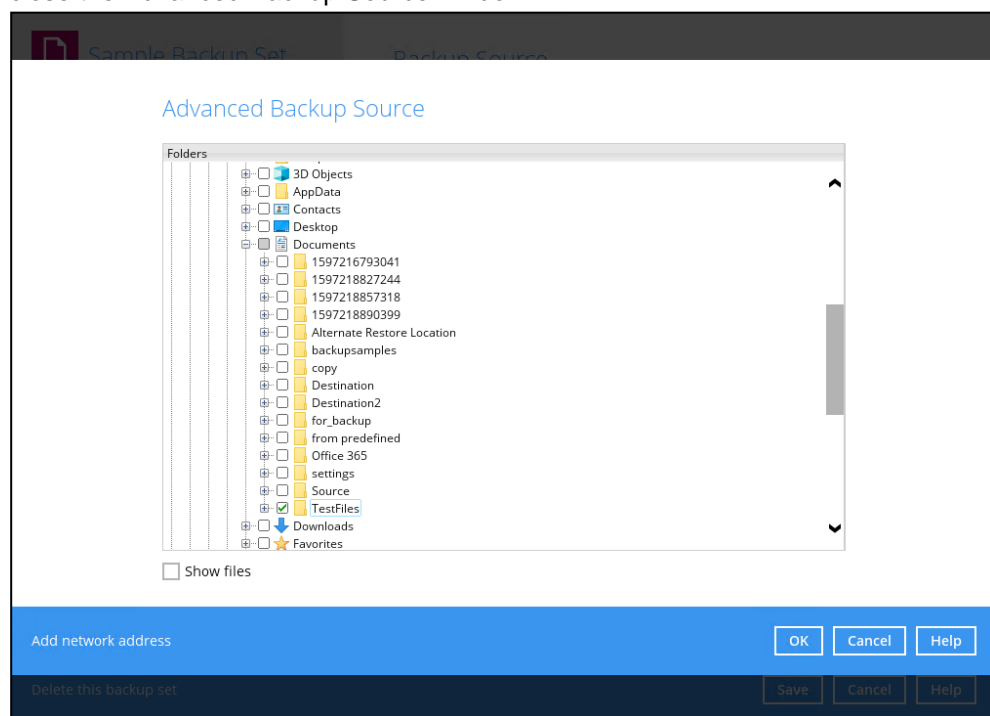 Sample Backup Set
Backup Source
Advanced Backup Source
Folders
3D Objects
AppData
Contacts
Desktop
Documents
1597216793041
1597218827244
1597218857318
1597218890399
Alternate Restore Location
backupsamples
copy
Destination
Destination2
for_backup
from predefined
Office 365
settings
Source
TestFiles
Downloads
Favorites
Show files
Add network address
OK Cancel Help
Delete this backup set
Save Cancel Help